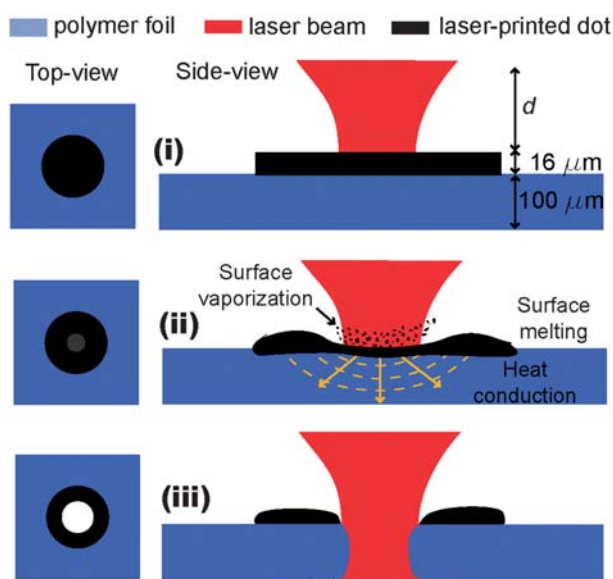 polymer foil laser beam laser-printed dot
Top-view Side-view
(i)
d
16 μm
100 μm
Surface
vaporization
(ii)
Surface
melting
Heat
conduction
(iii)